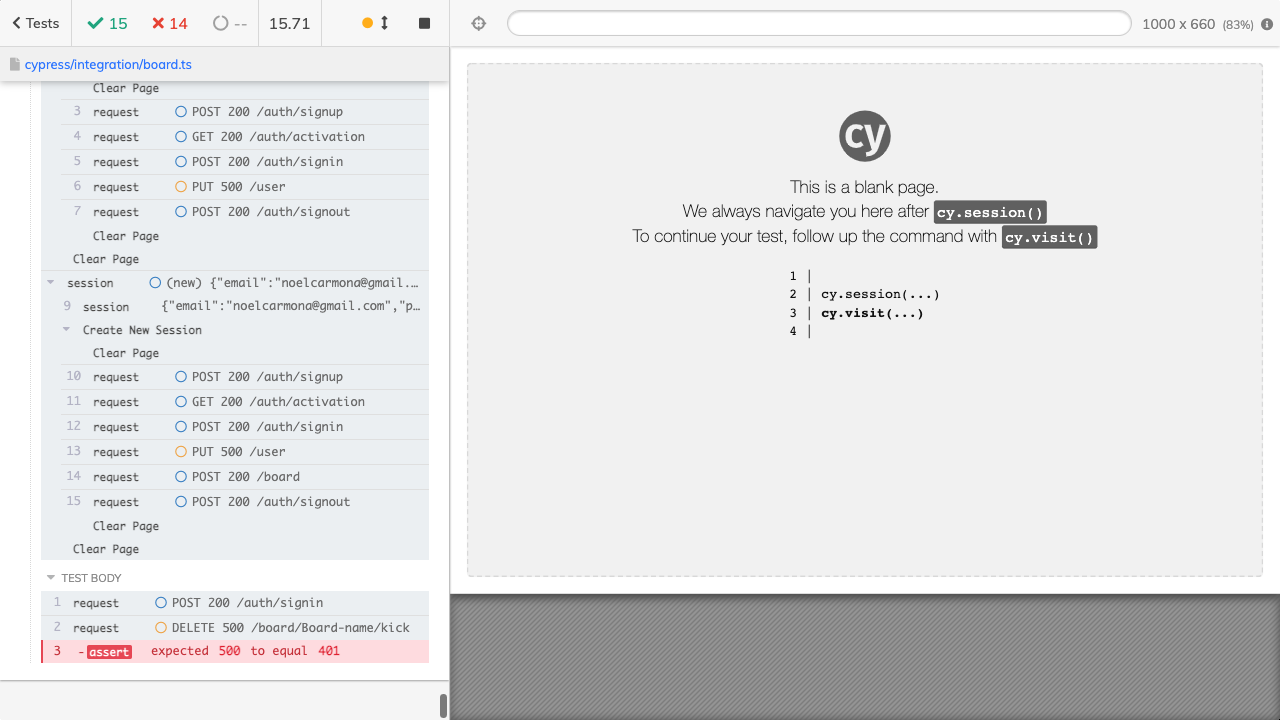 Tests 15 14 -- 15.71
cypress/integration/board.ts
Clear Page
3 request POST 200 /auth/signup
4 request GET 200 /auth/activation
5 request POST 200 /auth/signin
6 request PUT 500 /user
7 request POST 200 /auth/signout
Clear Page
Clear Page
session (new) {"email":"noelcarmona@gmail....
9 session {"email":"noelcarmona@gmail.com","p...
Create New Session
Clear Page
10 request POST 200 /auth/signup
11 request GET 200 /auth/activation
12 request POST 200 /auth/signin
13 request PUT 500 /user
14 request POST 200 /board
15 request POST 200 /auth/signout
Clear Page
Clear Page
TEST BODY
1 request POST 200 /auth/signin
2 request DELETE 500 /board/Board-name/kick
3 -assert expected 500 to equal 401
1000 x 660 (83%)
cy
This is a blank page.
We always navigate you here after cy.session()
To continue your test, follow up the command with cy.visit()
1 |
2 | cy.session(...)
3 | cy.visit(...)
4 |